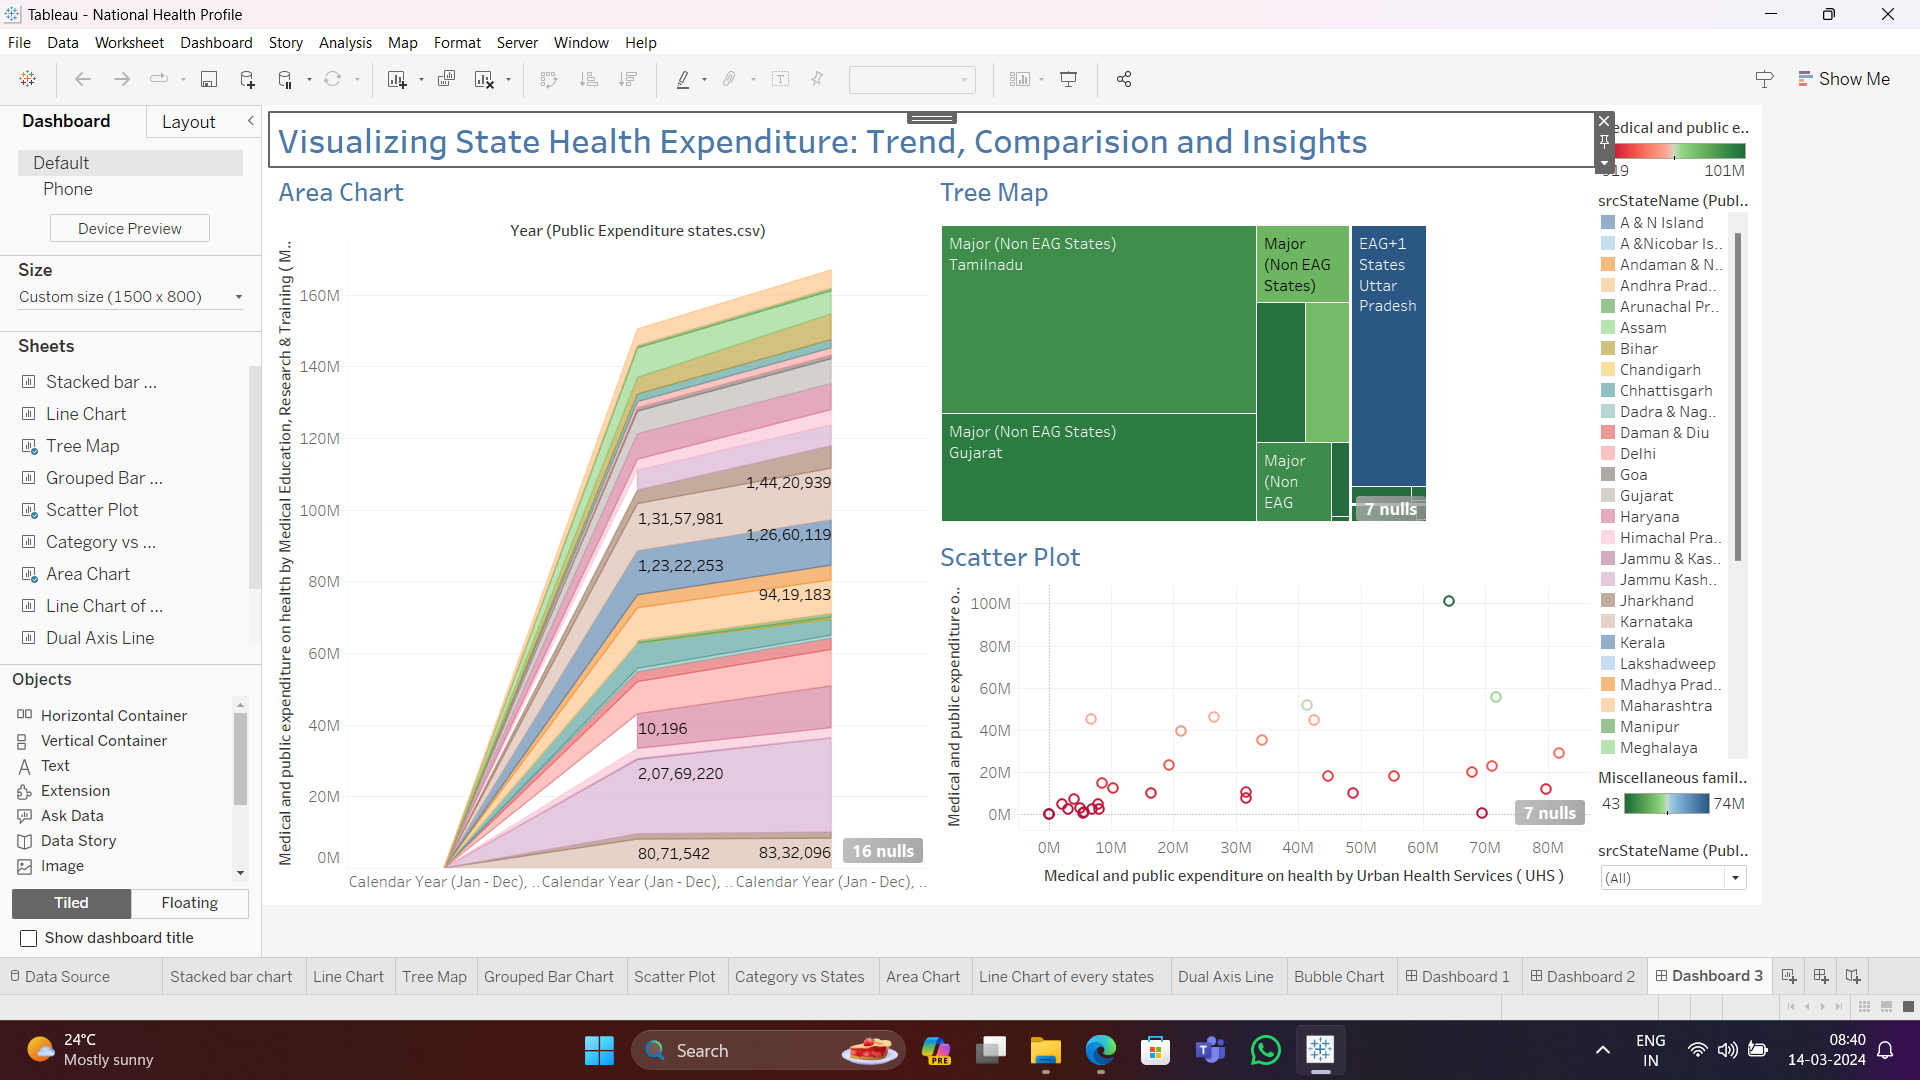 Tableau - National Health Profile
File Data Worksheet Dashboard Story Analysis Map Format Server Window Help
Show Me
Dashboard
Layout
Default
Phone
Device Preview
Size
Custom size (1500 x 800)
Sheets
Stacked bar ...
Line Chart
Tree Map
Grouped Bar ...
Scatter Plot
Category vs ...
Area Chart
Line Chart of ...
Dual Axis Line
Objects
Horizontal Container
Vertical Container
Text
Extension
Ask Data
Data Story
Image
Tiled
Floating
Show dashboard title
Visualizing State Health Expenditure: Trend, Comparision and Insights
Area Chart
Year (Public Expenditure states.csv)
Medical and public expenditure on health by Medical Education, Research & Training ( M..
160M
140M
120M
100M
80M
60M
40M
20M
0M
1,44,20,939
1,31,57,981
1,26,60,119
1,23,22,253
94,19,183
10,196
2,07,69,220
80,71,542
83,32,096
16 nulls
Calendar Year (Jan - Dec), .. Calendar Year (Jan - Dec), .. Calendar Year (Jan - Dec), ..
Tree Map
Major (Non EAG States)
Tamilnadu
Major (Non EAG States)
Gujarat
Major
(Non EAG
States)
Major
(Non
EAG
EAG+1
States
Uttar
Pradesh
7 nulls
Scatter Plot
Medical and public expenditure o..
100M
80M
60M
40M
20M
0M
7 nulls
0M 10M 20M 30M 40M 50M 60M 70M 80M
Medical and public expenditure on health by Urban Health Services ( UHS )
edical and public e..
919 101M
srcStateName (Publ..
A & N Island
A &Nicobar Is..
Andaman & N..
Andhra Prad..
Arunachal Pr..
Assam
Bihar
Chandigarh
Chhattisgarh
Dadra & Nag..
Daman & Diu
Delhi
Goa
Gujarat
Haryana
Himachal Pra..
Jammu & Kas..
Jammu Kash..
Jharkhand
Karnataka
Kerala
Lakshadweep
Madhya Prad..
Maharashtra
Manipur
Meghalaya
Miscellaneous famil..
43 74M
srcStateName (Publ..
(All)
Data Source Stacked bar chart Line Chart Tree Map Grouped Bar Chart Scatter Plot Category vs States Area Chart Line Chart of every states Dual Axis Line Bubble Chart Dashboard 1 Dashboard 2 Dashboard 3
24°C
Mostly sunny
Search
PRE
ENG
IN
08:40
14-03-2024